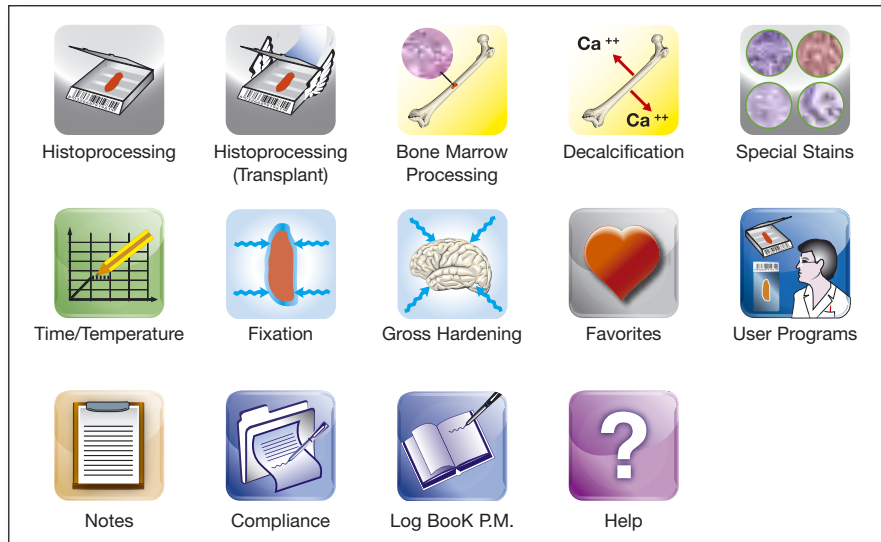 Ca ++
Ca ++
Histoprocessing
Histoprocessing
(Transplant)
Bone Marrow
Processing
Decalcification
Special Stains
Time/Temperature
Fixation
Gross Hardening
Favorites
User Programs
Notes
Compliance
Log BooK P.M.
?
Help